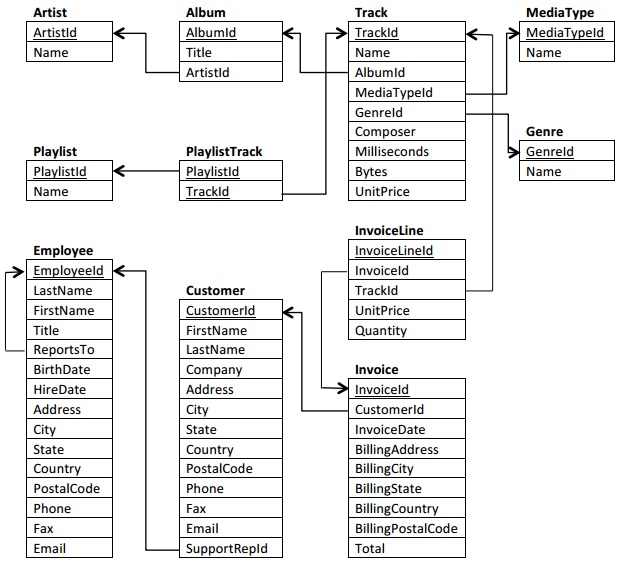 Artist
ArtistId
Name
Album
AlbumId
Title
ArtistId
Track
TrackId
Name
AlbumId
MediaTypeId
GenreId
Composer
Milliseconds
Bytes
UnitPrice
MediaType
MediaTypeId
Name
Genre
GenreId
Name
Playlist
PlaylistId
Name
PlaylistTrack
PlaylistId
TrackId
Employee
EmployeeId
LastName
FirstName
Title
ReportsTo
BirthDate
HireDate
Address
City
State
Country
PostalCode
Phone
Fax
Email
Customer
CustomerId
FirstName
LastName
Company
Address
City
State
Country
PostalCode
Phone
Fax
Email
SupportRepId
InvoiceLine
InvoiceLineId
InvoiceId
TrackId
UnitPrice
Quantity
Invoice
InvoiceId
CustomerId
InvoiceDate
BillingAddress
BillingCity
BillingState
BillingCountry
BillingPostalCode
Total